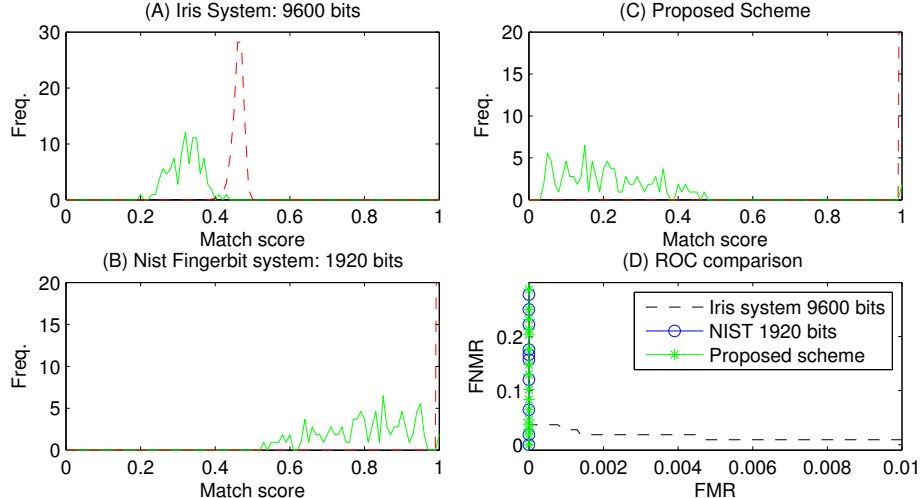 (A) Iris System: 9600 bits
30
20
10
0
Freq.
0 0.2 0.4 0.6 0.8 1
Match score
(C) Proposed Scheme
20
15
10
5
0
Freq.
0 0.2 0.4 0.6 0.8 1
Match score
(B) Nist Fingerbit system: 1920 bits
20
15
10
5
0
Freq.
0 0.2 0.4 0.6 0.8 1
Match score
(D) ROC comparison
Iris system 9600 bits
NIST 1920 bits
Proposed scheme
0.2
0.1
0
FNMR
0 0.002 0.004 0.006 0.008 0.01
FMR